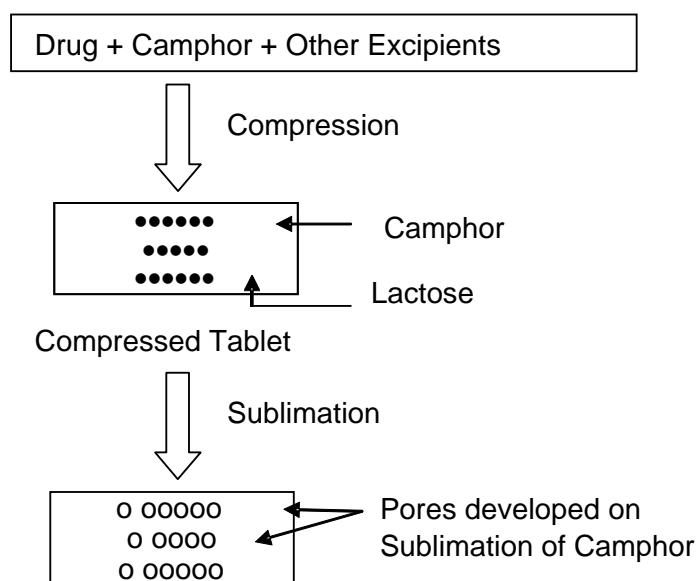 Drug + Camphor + Other Excipients
Compression
●●●●●●
Camphor
●●●●●
●●●●●●
Lactose
Compressed Tablet
Sublimation
o ooooo
Pores developed on
o oooo
Sublimation of Camphor
o ooooo